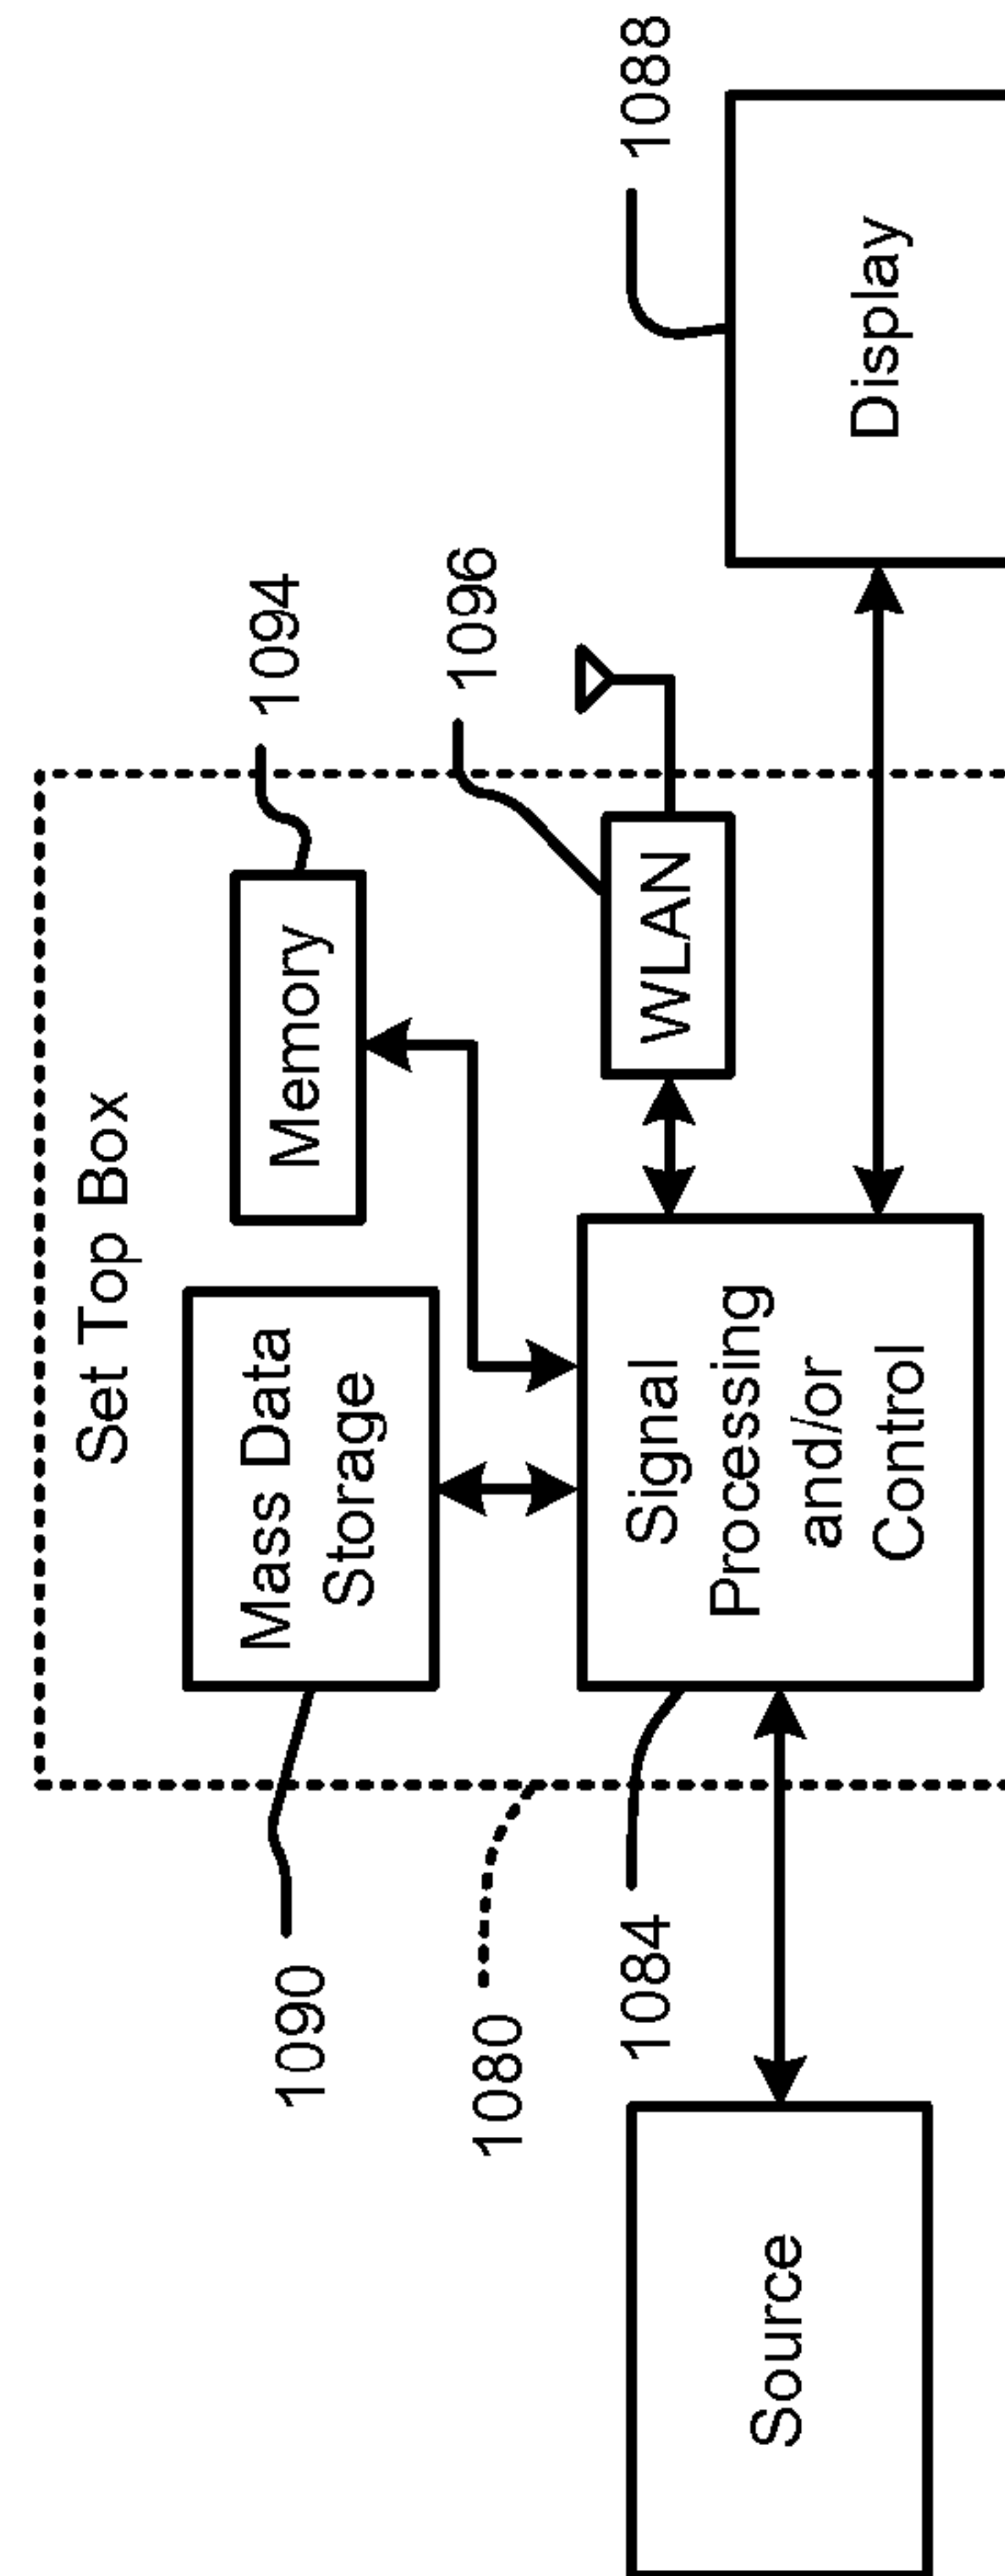 Set Top Box
1090
Mass Data
Storage
Memory
1094
1080
1096
1084
Signal
Processing
and/or
Control
WLAN
1088
Source
Display